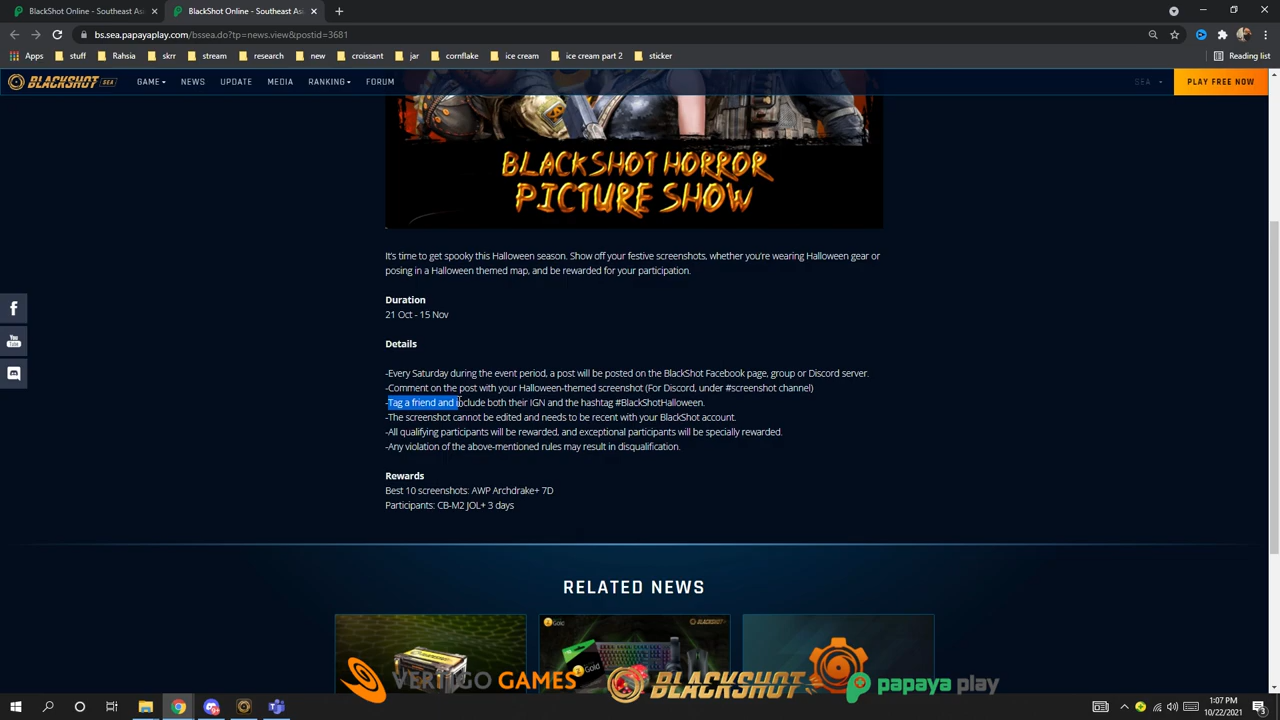 BlackShot Online - Southeast As
BlackShot Online - Southeast As
bs.sea.papayaplay.com/bssea.do?tp=news.view&postid=3681
Apps stuff Rahsia skrr stream research new croissant jar cornflake ice cream ice cream part 2 sticker Reading list
BLACKSHOT SEA GAME NEWS UPDATE MEDIA RANKING FORUM SEA PLAY FREE NOW
BLACKSHOT HORROR
PICTURE SHOW
It's time to get spooky this Halloween season. Show off your festive screenshots, whether you're wearing Halloween gear or
posing in a Halloween themed map, and be rewarded for your participation.
Duration
21 Oct - 15 Nov
Details
-Every Saturday during the event period, a post will be posted on the BlackShot Facebook page, group or Discord server.
-Comment on the post with your Halloween-themed screenshot (For Discord, under #screenshot channel)
-Tag a friend and include both their IGN and the hashtag #BlackShotHalloween.
-The screenshot cannot be edited and needs to be recent with your BlackShot account.
-All qualifying participants will be rewarded, and exceptional participants will be specially rewarded.
-Any violation of the above-mentioned rules may result in disqualification.
Rewards
Best 10 screenshots: AWP Archdrake+ 7D
Participants: CB-M2 JOL+ 3 days
RELATED NEWS
Gold BLACKSHOT
Gold
VERTIGO GAMES BLACKSHOT papaya play
1:07 PM
10/22/2021
3